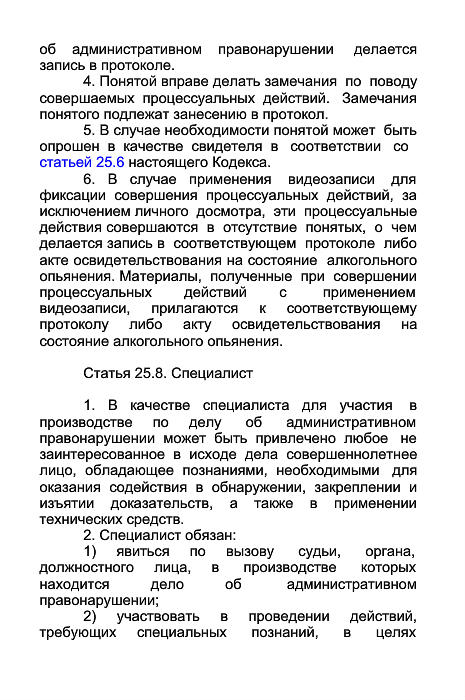 об административном правонарушении делается
запись в протоколе.
4. Понятой вправе делать замечания по поводу
совершаемых процессуальных действий. Замечания
понятого подлежат занесению в протокол.
5. В случае необходимости понятой может быть
опрошен в качестве свидетеля в соответствии со
статьей 25.6 настоящего Кодекса.
6. В случае применения видеозаписи для
фиксации совершения процессуальных действий, за
исключением личного досмотра, эти процессуальные
действия совершаются в отсутствие понятых, о чем
делается запись в соответствующем протоколе либо
акте освидетельствования на состояние алкогольного
опьянения. Материалы, полученные при совершении
процессуальных действий с применением
видеозаписи, прилагаются к соответствующему
протоколу либо акту освидетельствования на
состояние алкогольного опьянения.
Статья 25.8. Специалист
1. В качестве специалиста для участия в
производстве по делу об административном
правонарушении может быть привлечено любое не
заинтересованное в исходе дела совершеннолетнее
лицо, обладающее познаниями, необходимыми для
оказания содействия в обнаружении, закреплении и
изъятии доказательств, а также в применении
технических средств.
2. Специалист обязан:
1) явиться по вызову судьи, органа,
должностного лица, в производстве которых
находится дело об административном
правонарушении;
2) участвовать в проведении действий,
требующих специальных познаний, в целях